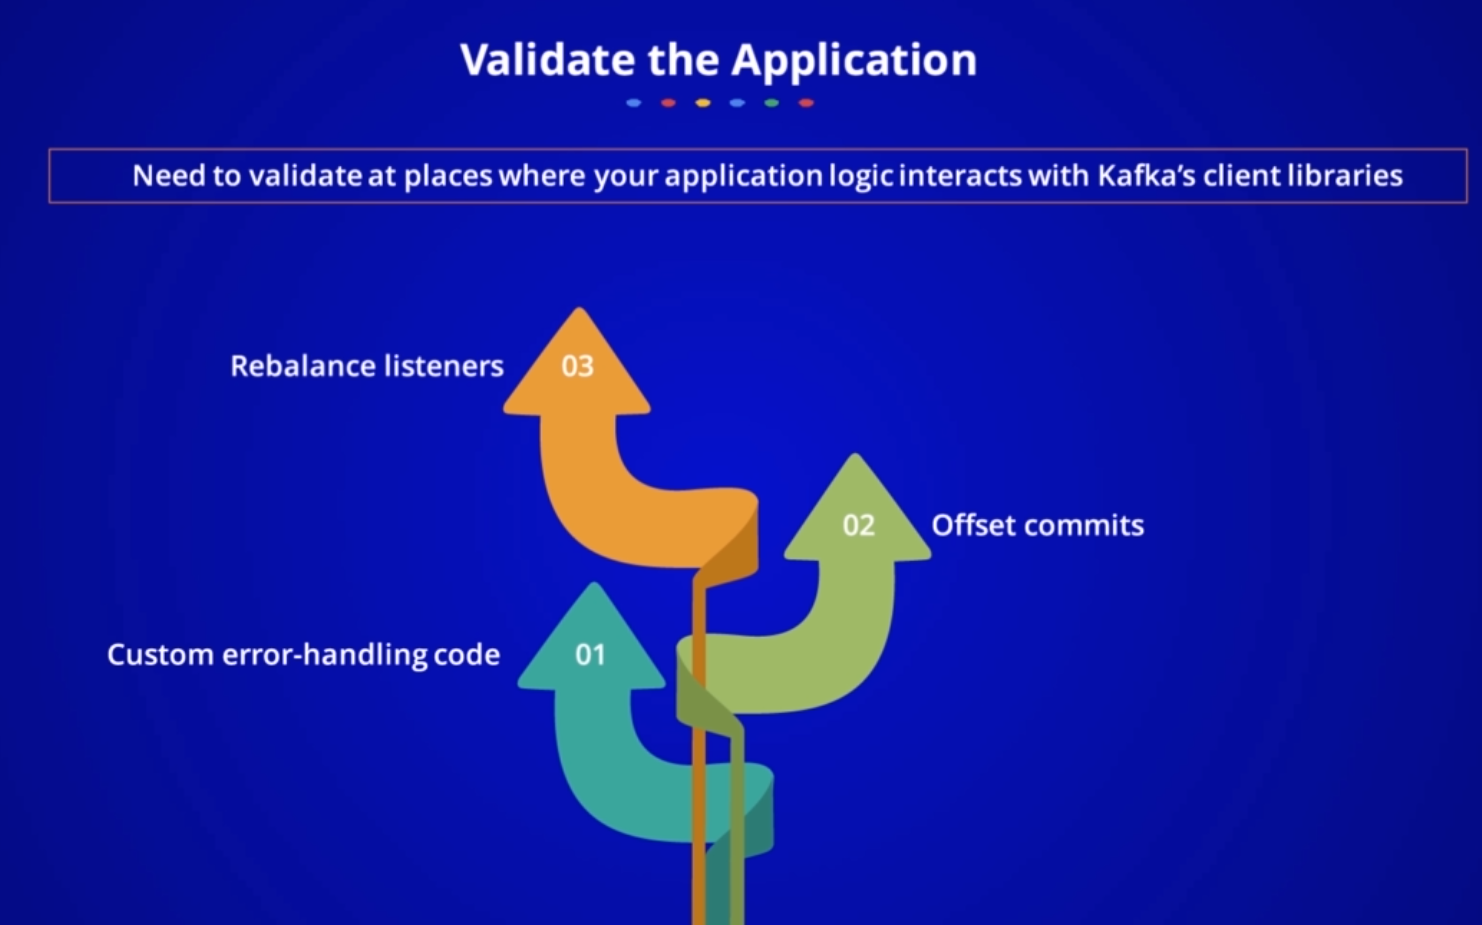 Validate the Application
Need to validate at places where your application logic interacts with Kafka's client libraries
Rebalance listeners
03
02
Offset commits
Custom error-handling code
01